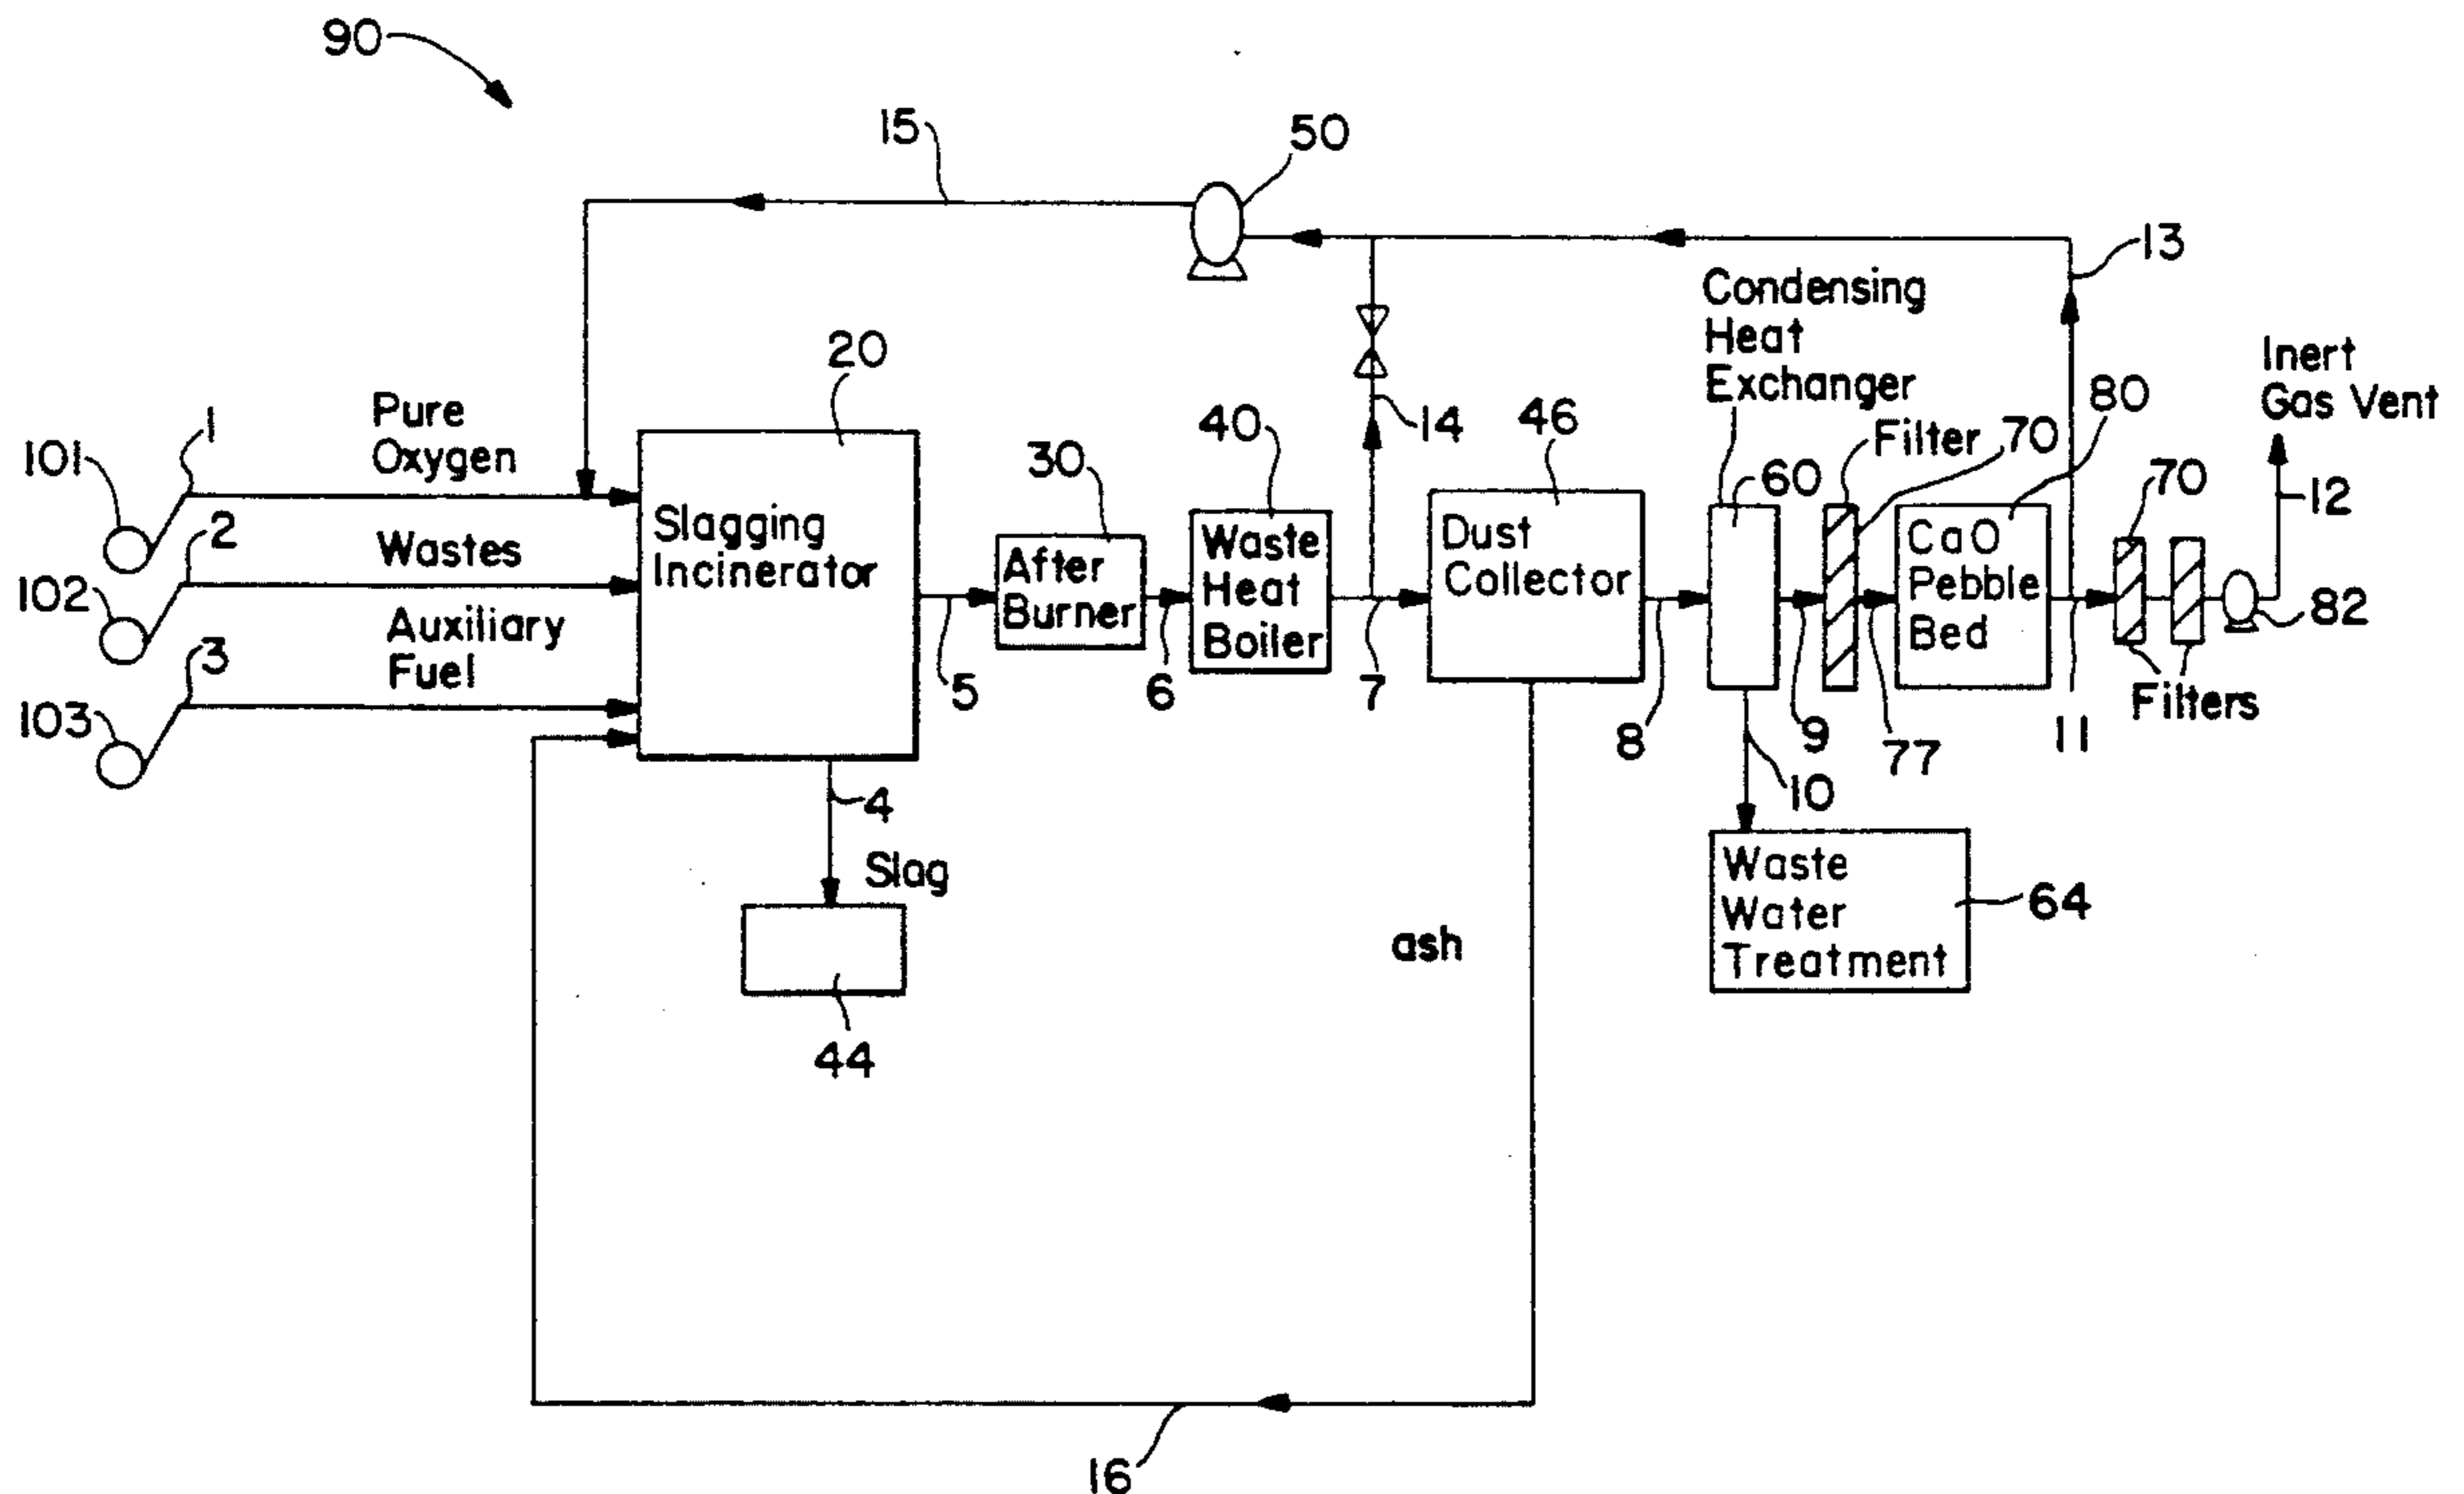 90
15
50
13
Condensing
Heat
Exchanger
Inert
Gas Vent
20
Pure
Oxygen
1
101
14
46
40
30
Filter
70
80
60
70
12
2
102
Wastes
Slagging
Incinerator
After
Burner
Waste
Heat
Boiler
Dust
Collector
CaO
Pebble
Bed
82
Auxiliary
Fuel
3
103
5
6
7
8
9
77
11
Filters
10
4
Slag
44
ash
Waste
Water
Treatment
64
16